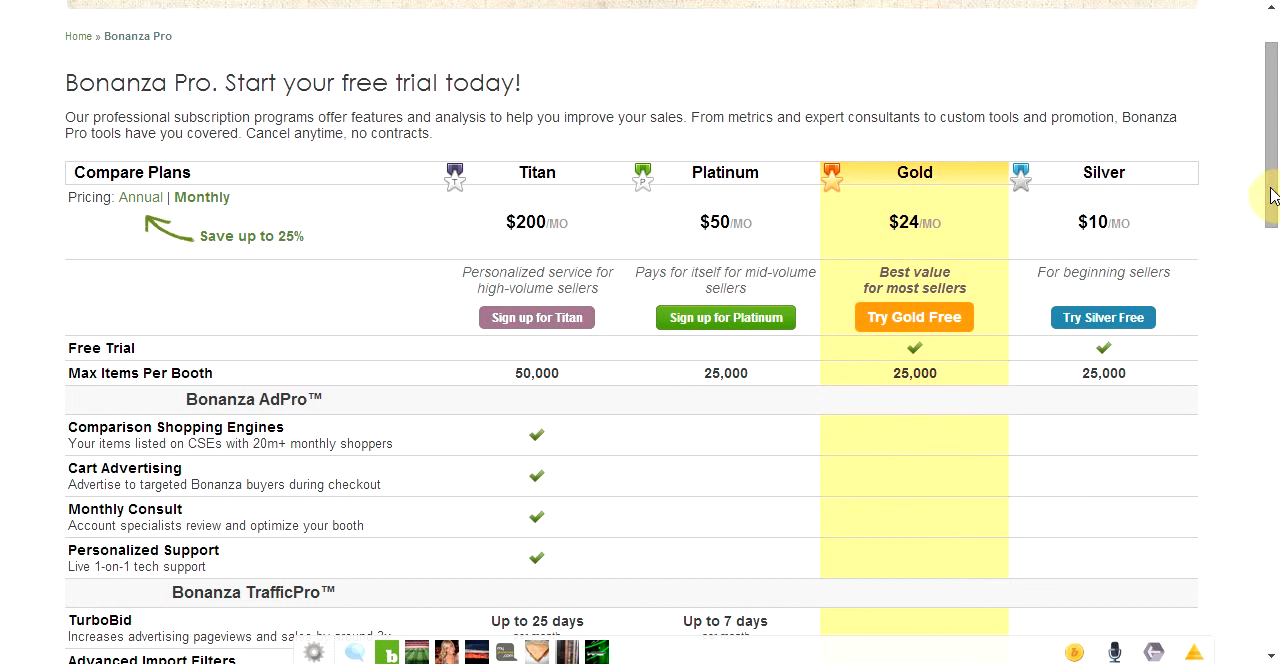 Home » Bonanza Pro
Bonanza Pro. Start your free trial today!
Our professional subscription programs offer features and analysis to help you improve your sales. From metrics and expert consultants to custom tools and promotion, Bonanza
Pro tools have you covered. Cancel anytime, no contracts.
Compare Plans Titan Platinum Gold Silver
Pricing: Annual | Monthly
$200/MO $50/MO $24/MO $10/MO
Save up to 25%
Personalized service for Pays for itself for mid-volume Best value For beginning sellers
high-volume sellers sellers for most sellers
Sign up for Titan Sign up for Platinum Try Gold Free Try Silver Free
Free Trial
Max Items Per Booth 50,000 25,000 25,000 25,000
Bonanza AdPro™
Comparison Shopping Engines
Your items listed on CSEs with 20m+ monthly shoppers
Cart Advertising
Advertise to targeted Bonanza buyers during checkout
Monthly Consult
Account specialists review and optimize your booth
Personalized Support
Live 1-on-1 tech support
Bonanza TrafficPro™
TurboBid Up to 25 days Up to 7 days
Increases advertising pageviews and
Advanced Import Filters